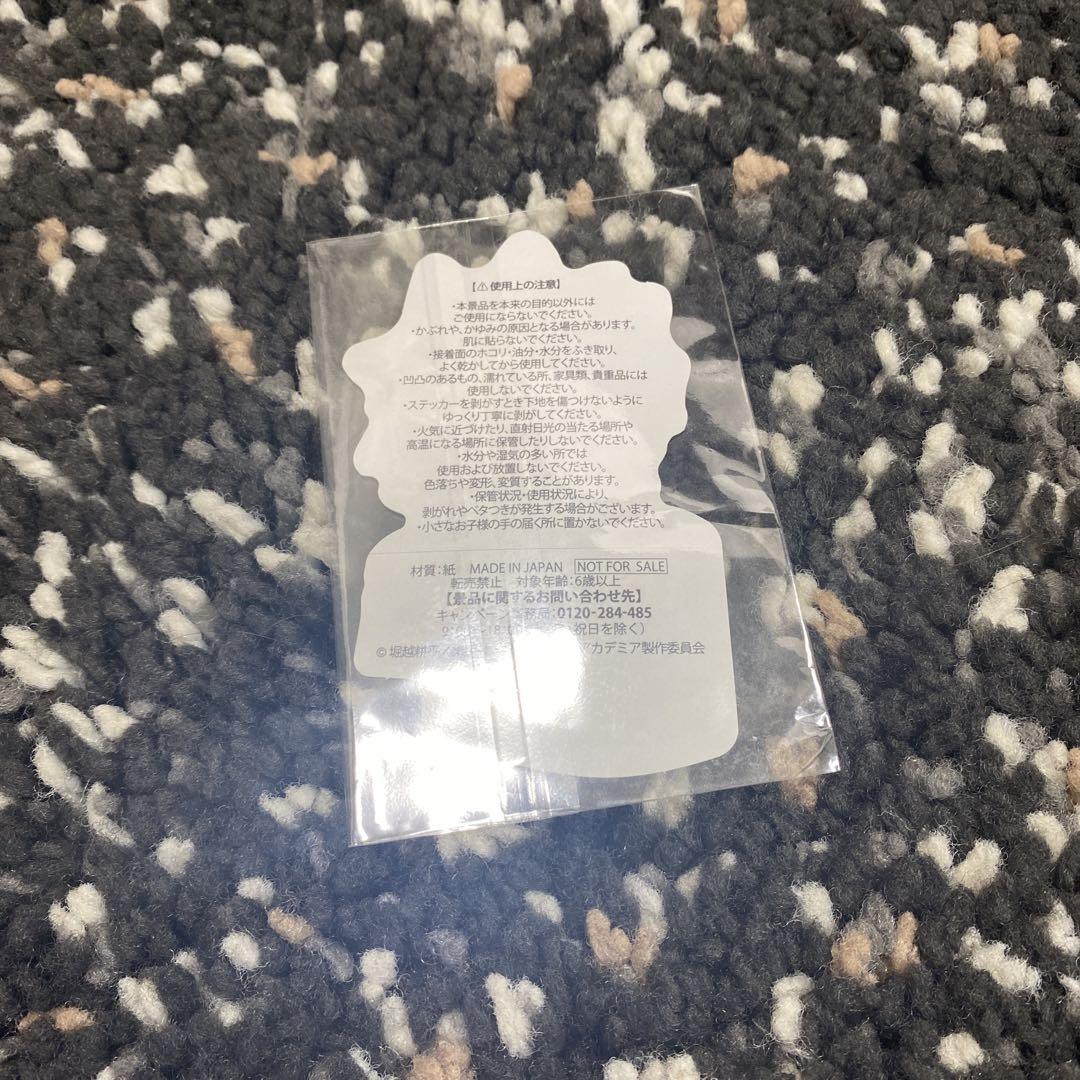 【⚠使用上の注意】
・本景品を本来の目的以外には
ご使用にならないでください。
・かぶれや、かゆみの原因となる場合があります。
肌に貼らないでください。
・接着面のホコリ・油分・水分をふき取り、
よく乾かしてから使用してください。
・凹凸のあるもの、濡れている所、家具類、貴重品には
使用しないでください。
・ステッカーを剥がすとき下地を傷つけないように
ゆっくり丁寧に剥がしてください。
・火気に近づけたり、直射日光の当たる場所や
高温になる場所に保管したりしないでください。
・水分や湿気の多い所では
使用および放置しないでください。
色落ちや変形、変質することがあります。
・保管状況・使用状況により、
剥がれやベタつきが発生する場合がございます。
・小さなお子様の手の届く所に置かないでください。
材質：紙 MADE IN JAPAN NOT FOR SALE
転売禁止 対象年齢：6歳以上
【景品に関するお問い合わせ先】
キャンペーン事務局：0120-284-485
祝日を除く）
© 堀越耕平／ アカデミア製作委員会